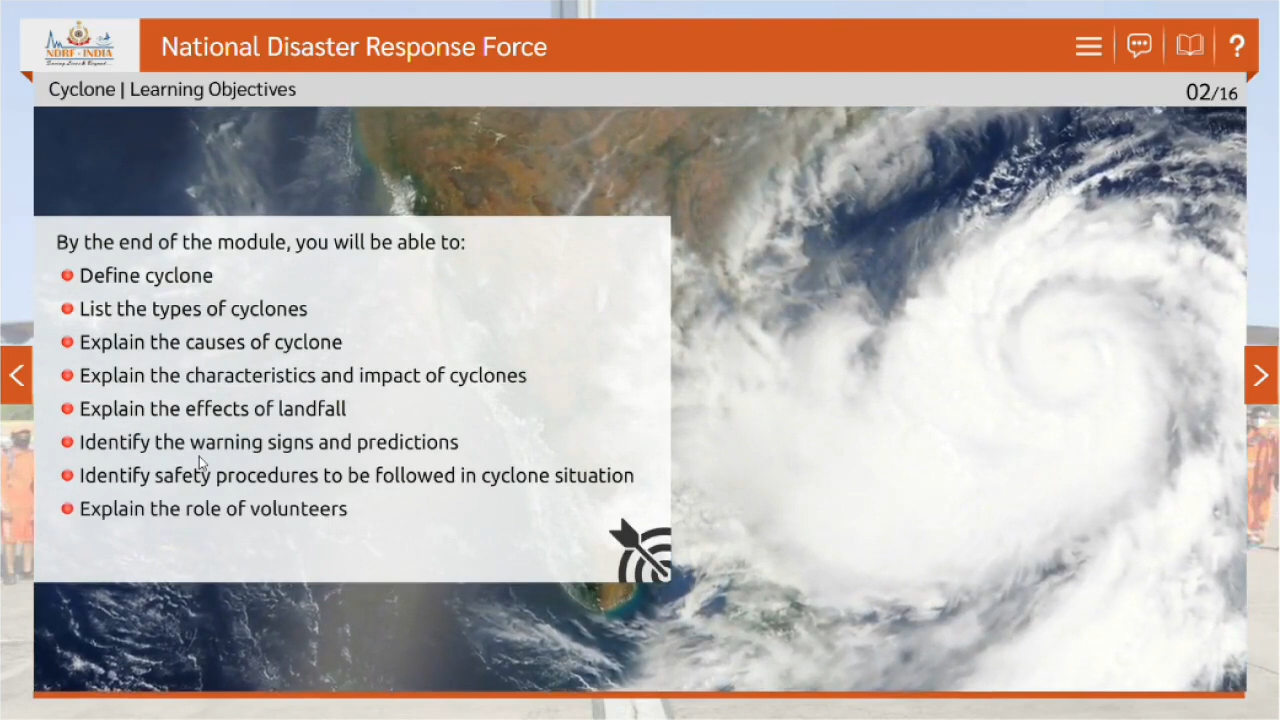 NDRF - INDIA
Saving Lives & Beyond...
National Disaster Response Force
?
Cyclone | Learning Objectives
02/16
By the end of the module, you will be able to:
Define cyclone
List the types of cyclones
Explain the causes of cyclone
Explain the characteristics and impact of cyclones
Explain the effects of landfall
Identify the warning signs and predictions
Identify safety procedures to be followed in cyclone situation
Explain the role of volunteers